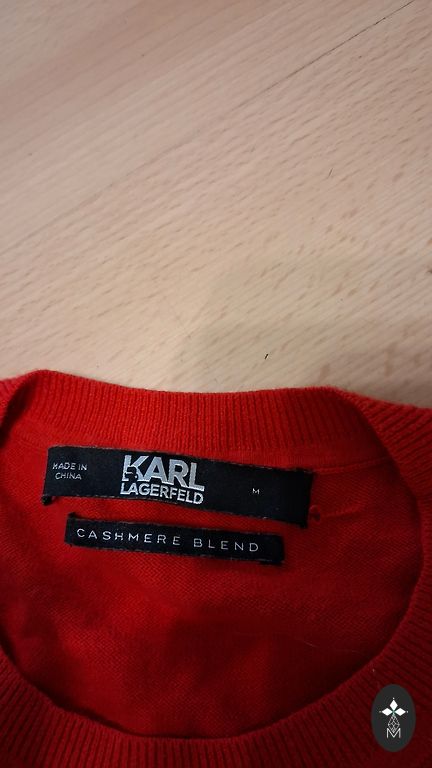 MADE IN
CHINA
KARL
LAGERFELD
M
CASHMERE BLEND